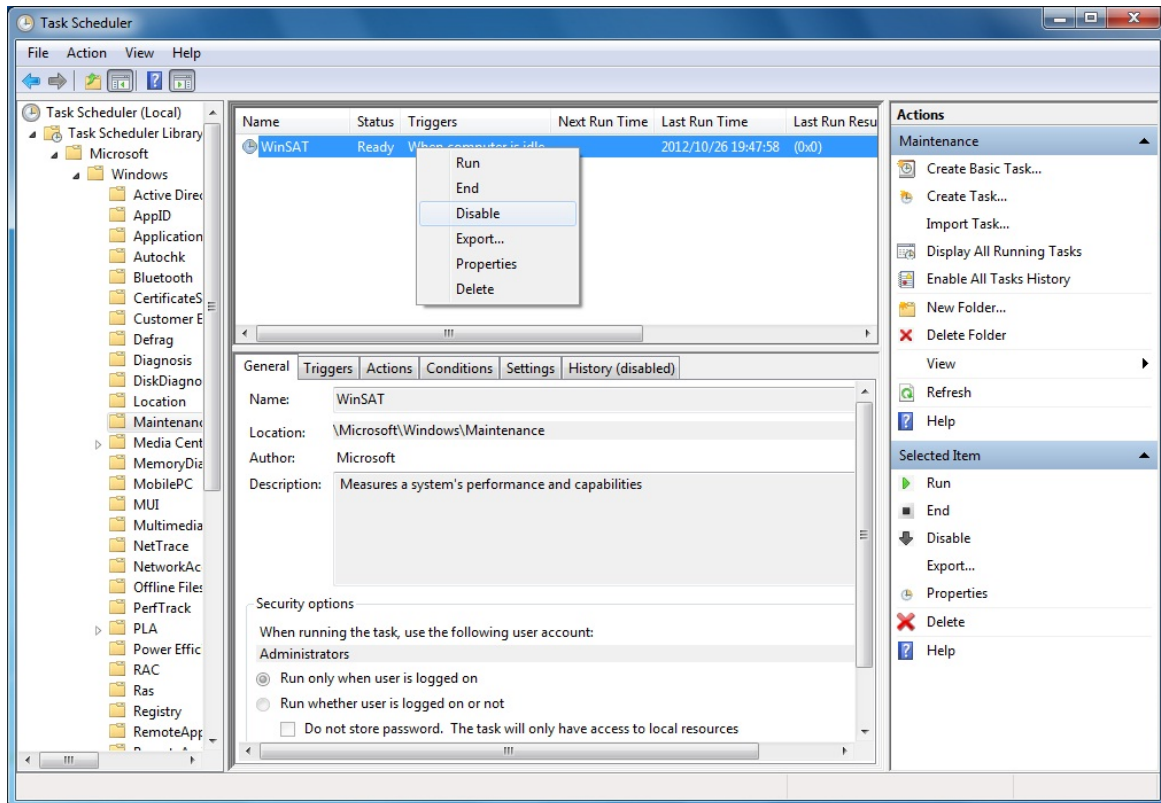 Task Scheduler
File Action View Help
Task Scheduler (Local)
Task Scheduler Library
Microsoft
Windows
Active Direc
AppID
Application
Autochk
Bluetooth
CertificateS
Customer E
Defrag
Diagnosis
DiskDiagno
Location
Maintenanc
Media Cent
MemoryDia
MobilePC
MUI
Multimedia
NetTrace
NetworkAc
Offline Files
PerfTrack
PLA
Power Effic
RAC
Ras
Registry
RemoteApp
Name Status Triggers Next Run Time Last Run Time Last Run Resu
WinSAT Ready When computer is idle 2012/10/26 19:47:58 (0x0)
Run
End
Disable
Export...
Properties
Delete
General Triggers Actions Conditions Settings History (disabled)
Name: WinSAT
Location: \Microsoft\Windows\Maintenance
Author: Microsoft
Description: Measures a system's performance and capabilities
Security options
When running the task, use the following user account:
Administrators
Run only when user is logged on
Run whether user is logged on or not
Do not store password. The task will only have access to local resources
Actions
Maintenance
Create Basic Task...
Create Task...
Import Task...
Display All Running Tasks
Enable All Tasks History
New Folder...
Delete Folder
View
Refresh
Help
Selected Item
Run
End
Disable
Export...
Properties
Delete
Help